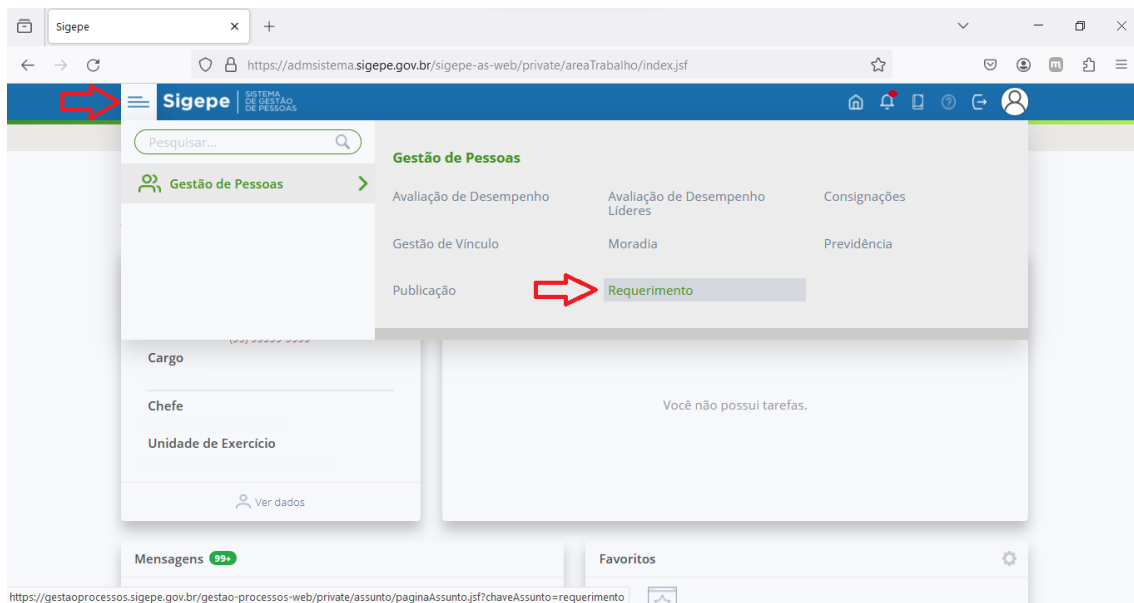 Sigepe
https://admsistema.sigepe.gov.br/sigepe-as-web/private/areaTrabalho/index.jsf
Sigepe
SISTEMA
DE GESTÃO
DE PESSOAS
Pesquisar...
Gestão de Pessoas
Gestão de Pessoas
Avaliação de Desempenho
Avaliação de Desempenho
Líderes
Consignações
Gestão de Vínculo
Moradia
Previdência
Publicação
Requerimento
Cargo
Chefe
Unidade de Exercício
Ver dados
Você não possui tarefas.
Mensagens 99+
Favoritos
https://gestaoprocessos.sigepe.gov.br/gestao-processos-web/private/assunto/paginaAssunto.jsf?chaveAssunto=requerimento